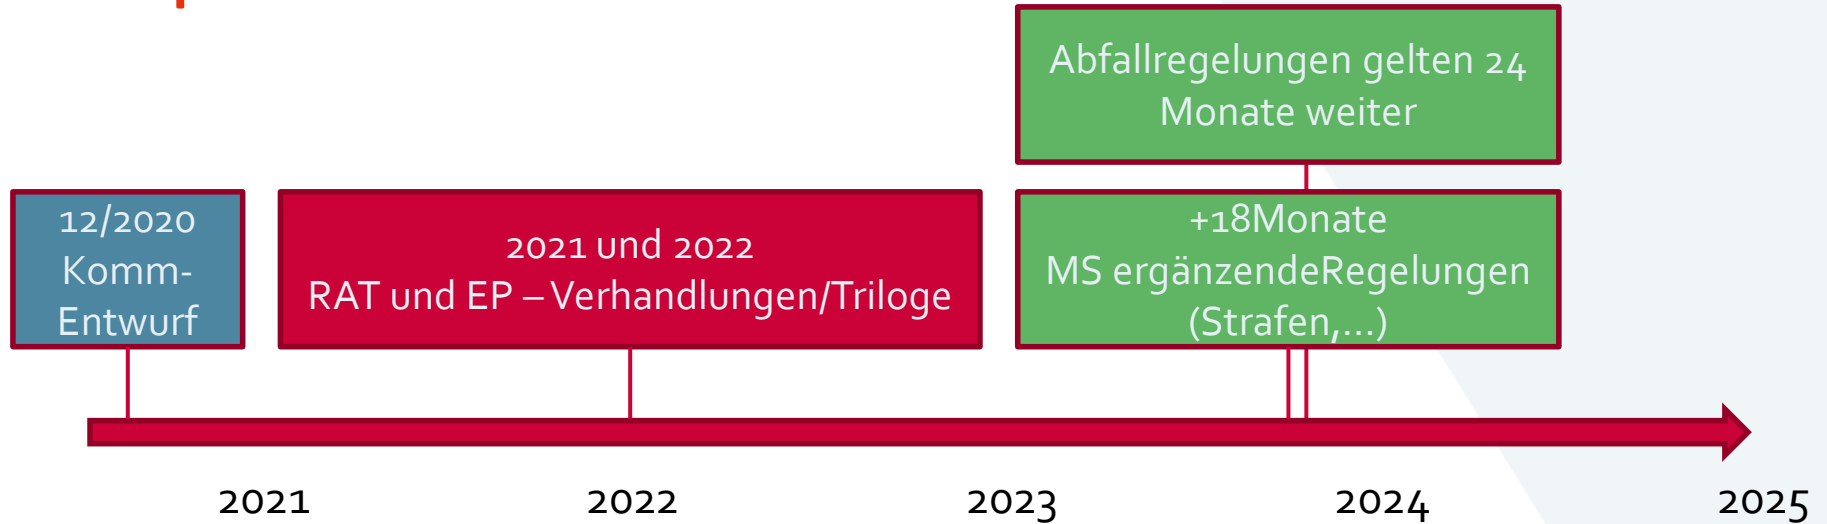 Abfallregelungen gelten 24
Monate weiter
12/2020
Komm-
Entwurf
2021 und 2022
RAT und EP – Verhandlungen/Triloge
+18Monate
MS ergänzendeRegelungen
(Strafen,...)
2021
2022
2023
2024
2025